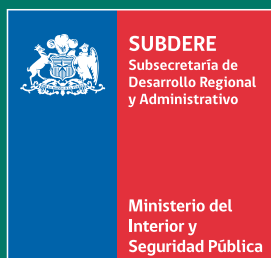 SUBDERE
Subsecretaría de
Desarrollo Regional
y Administrativo
Ministerio del
Interior y
Seguridad Pública